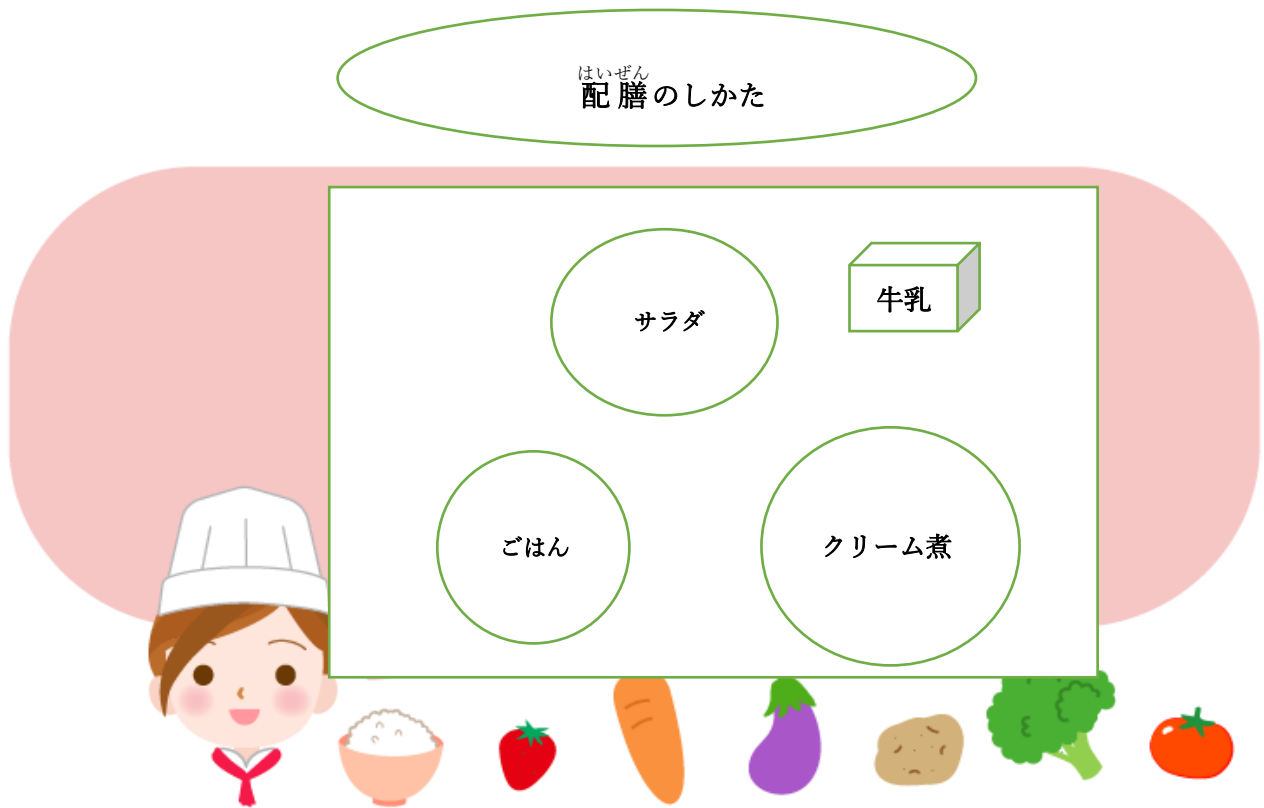 はいぜん
配膳のしかた
牛乳
サラダ
ごはん
クリーム煮